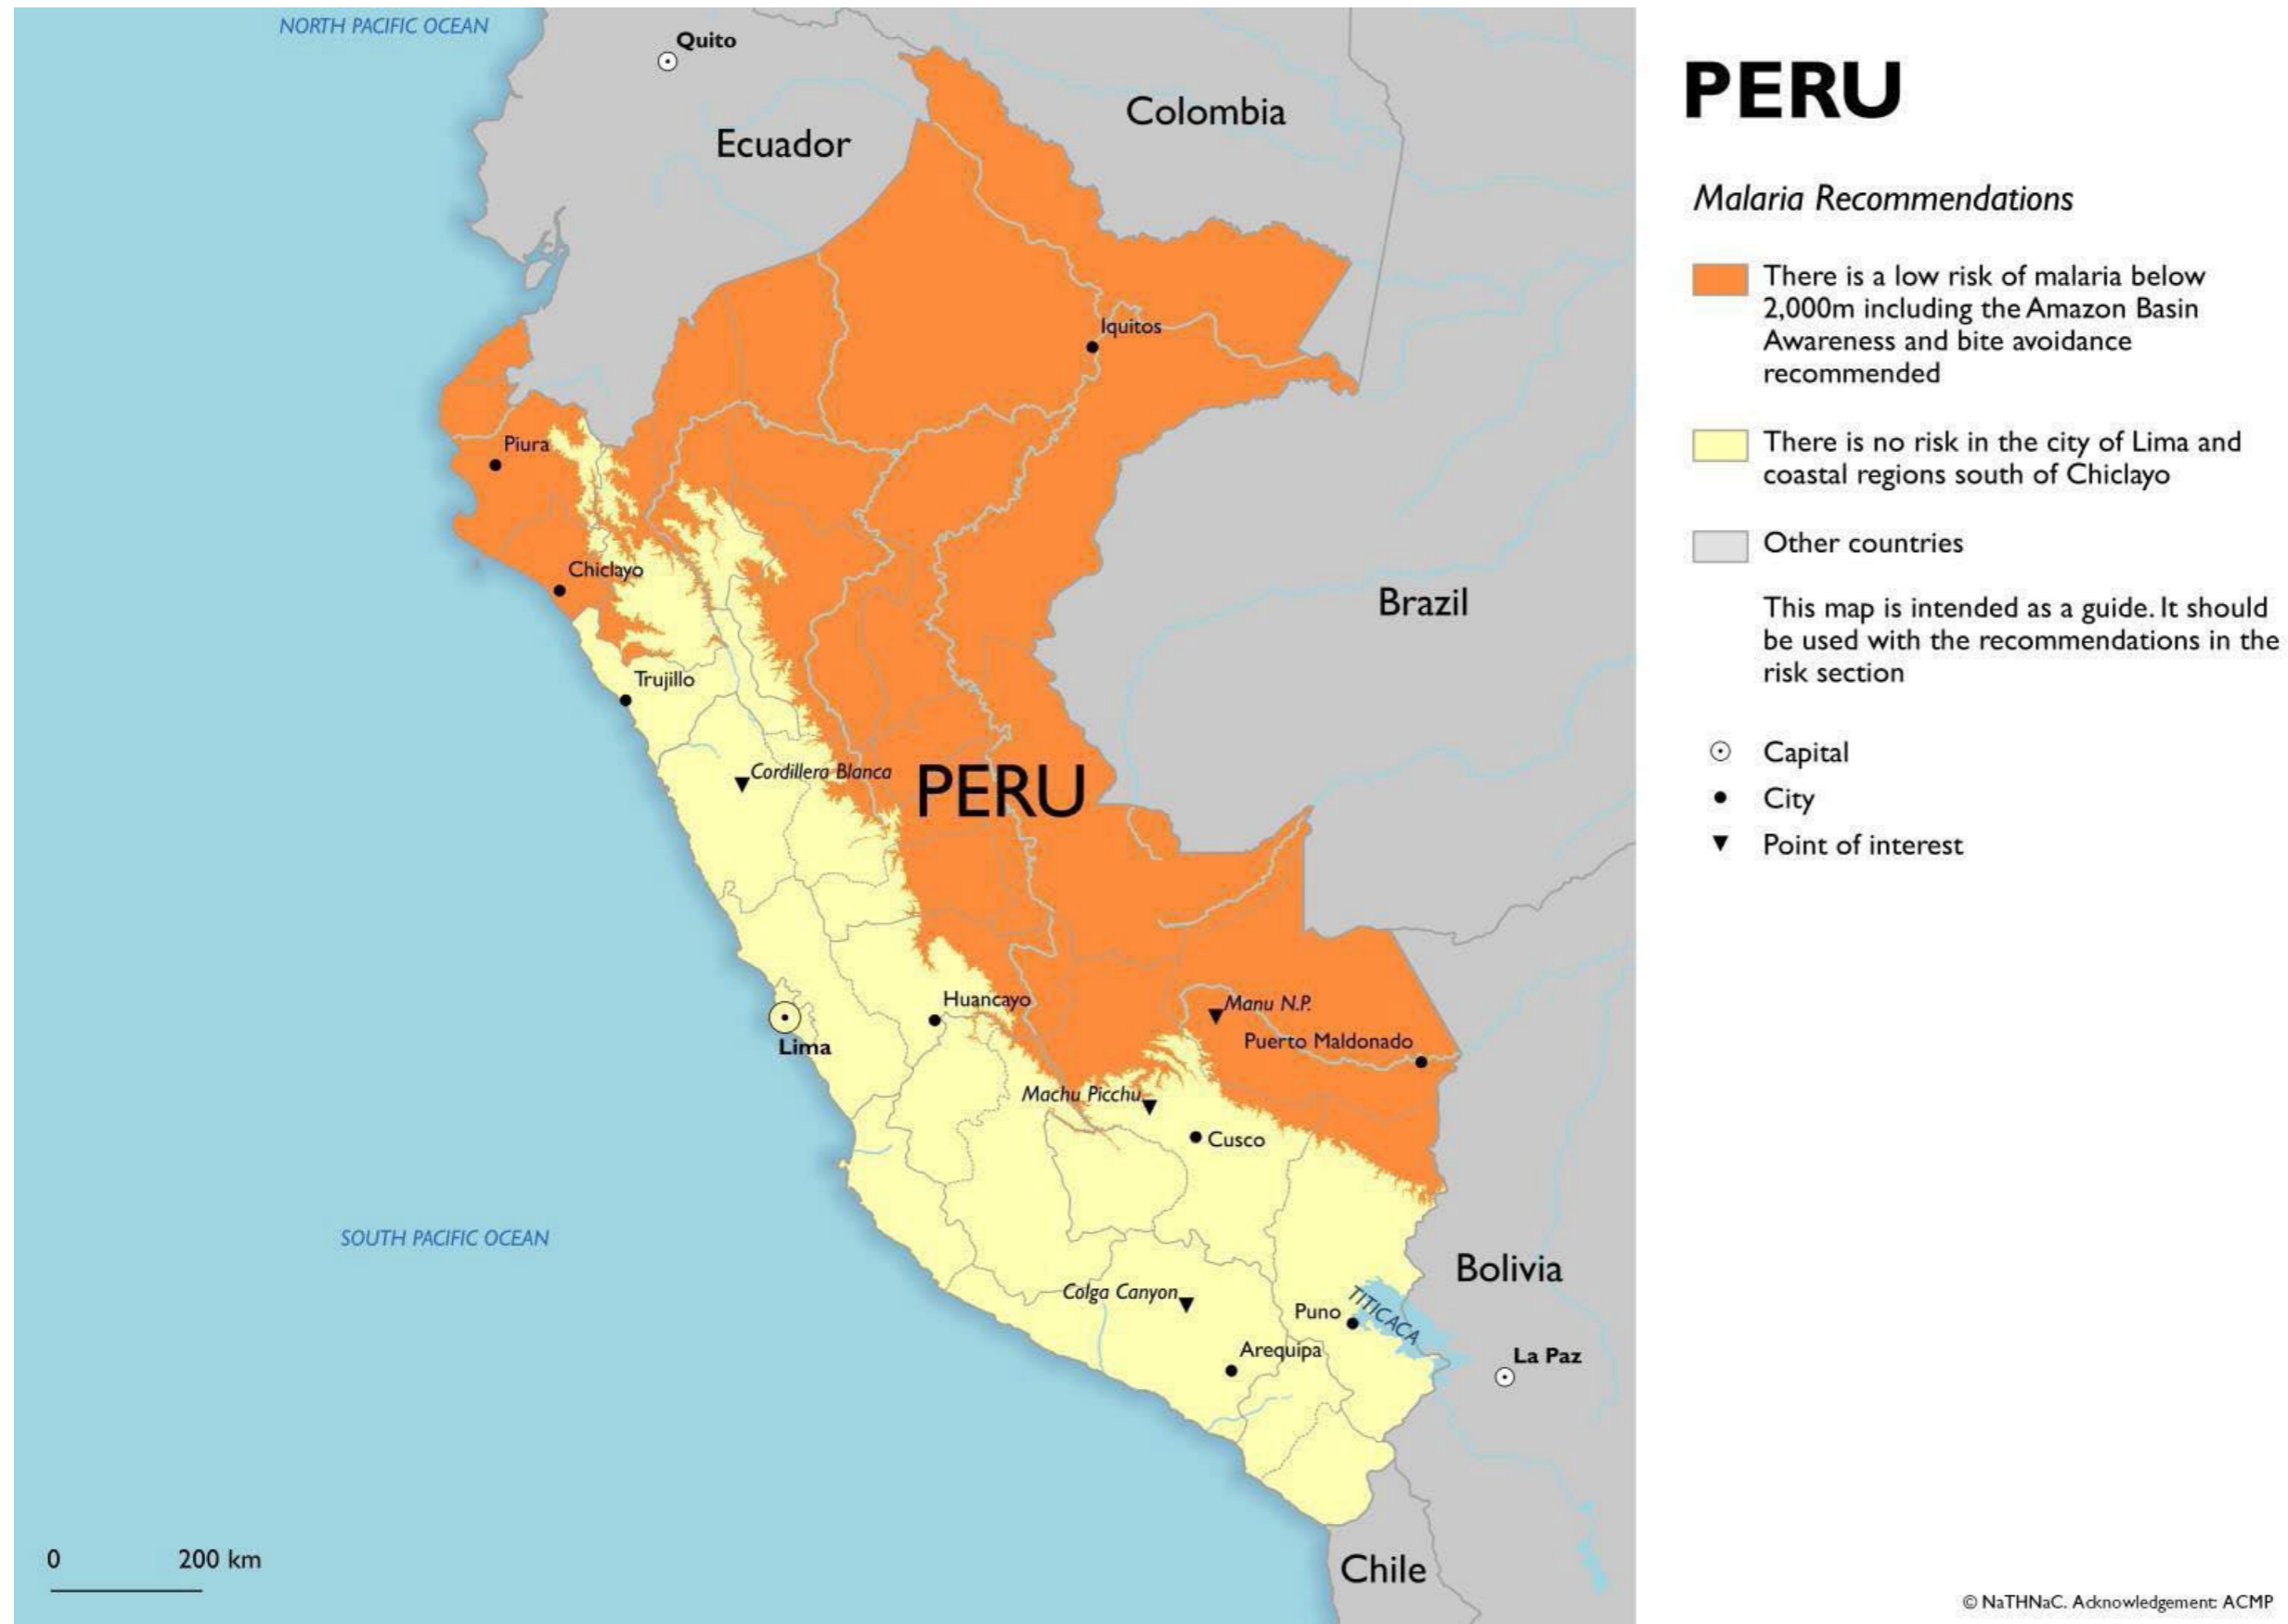 NORTH PACIFIC OCEAN
Quito
Colombia
Ecuador
Iquitos
Piura
Chiclayo
Brazil
Trujillo
Cordillera Blanca
PERU
Huancayo
Manu N.P.
Lima
Puerto Maldonado
Machu Picchu
Cusco
SOUTH PACIFIC OCEAN
Bolivia
Colga Canyon
Puno
TITICACA
Arequipa
La Paz
0 200 km
Chile
PERU
Malaria Recommendations
There is a low risk of malaria below
2,000m including the Amazon Basin
Awareness and bite avoidance
recommended
There is no risk in the city of Lima and
coastal regions south of Chiclayo
Other countries
This map is intended as a guide. It should
be used with the recommendations in the
risk section
Capital
City
Point of interest
© NaTHNaC. Acknowledgement: ACMP